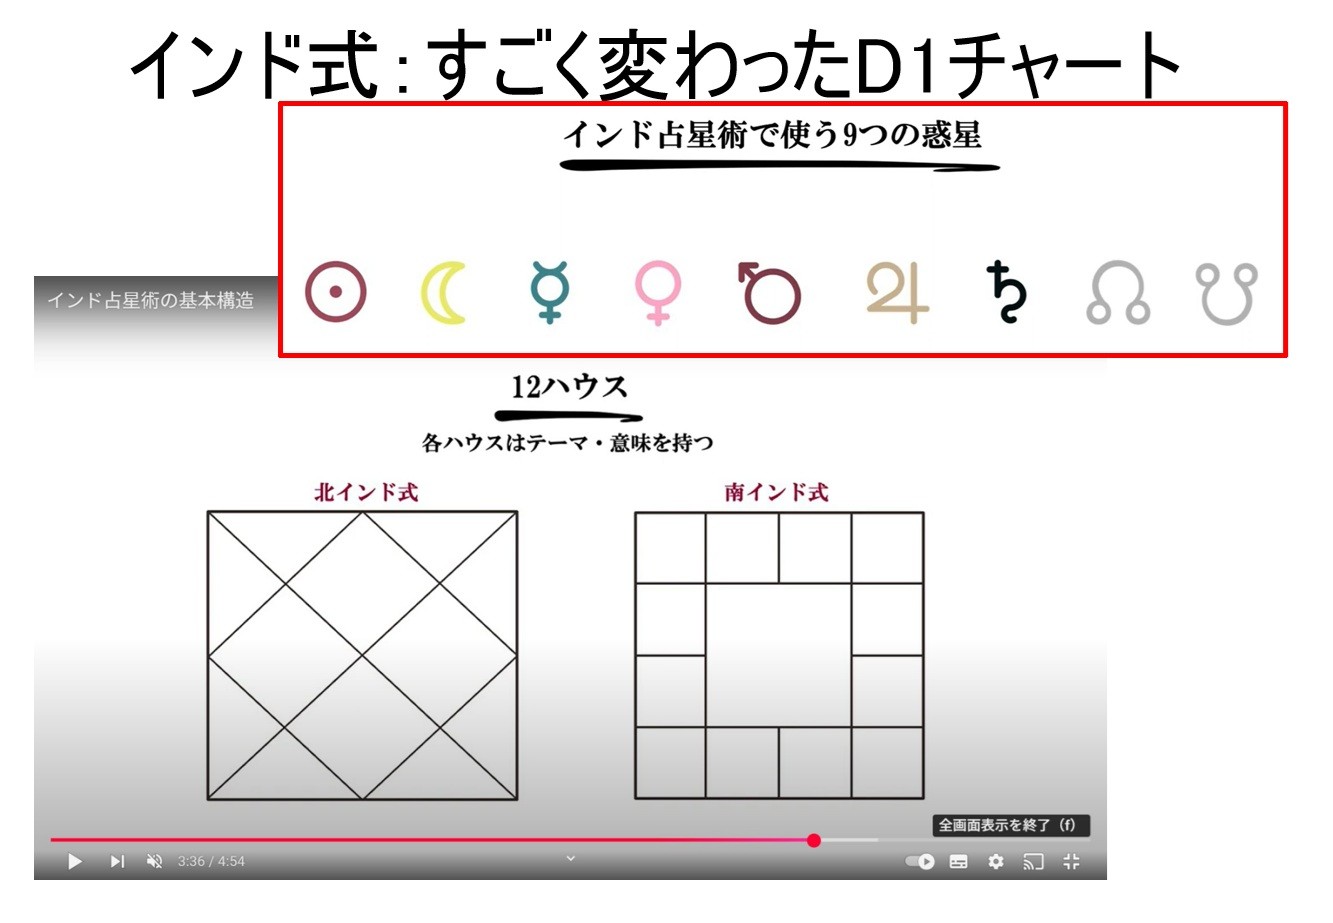 インド式：すごく変わったD1チャート
インド占星術で使う9つの惑星
インド占星術の基本構造
12ハウス
各ハウスはテーマ・意味を持つ
北インド式
南インド式
全画面表示を終了（f）
3:36 / 4:54